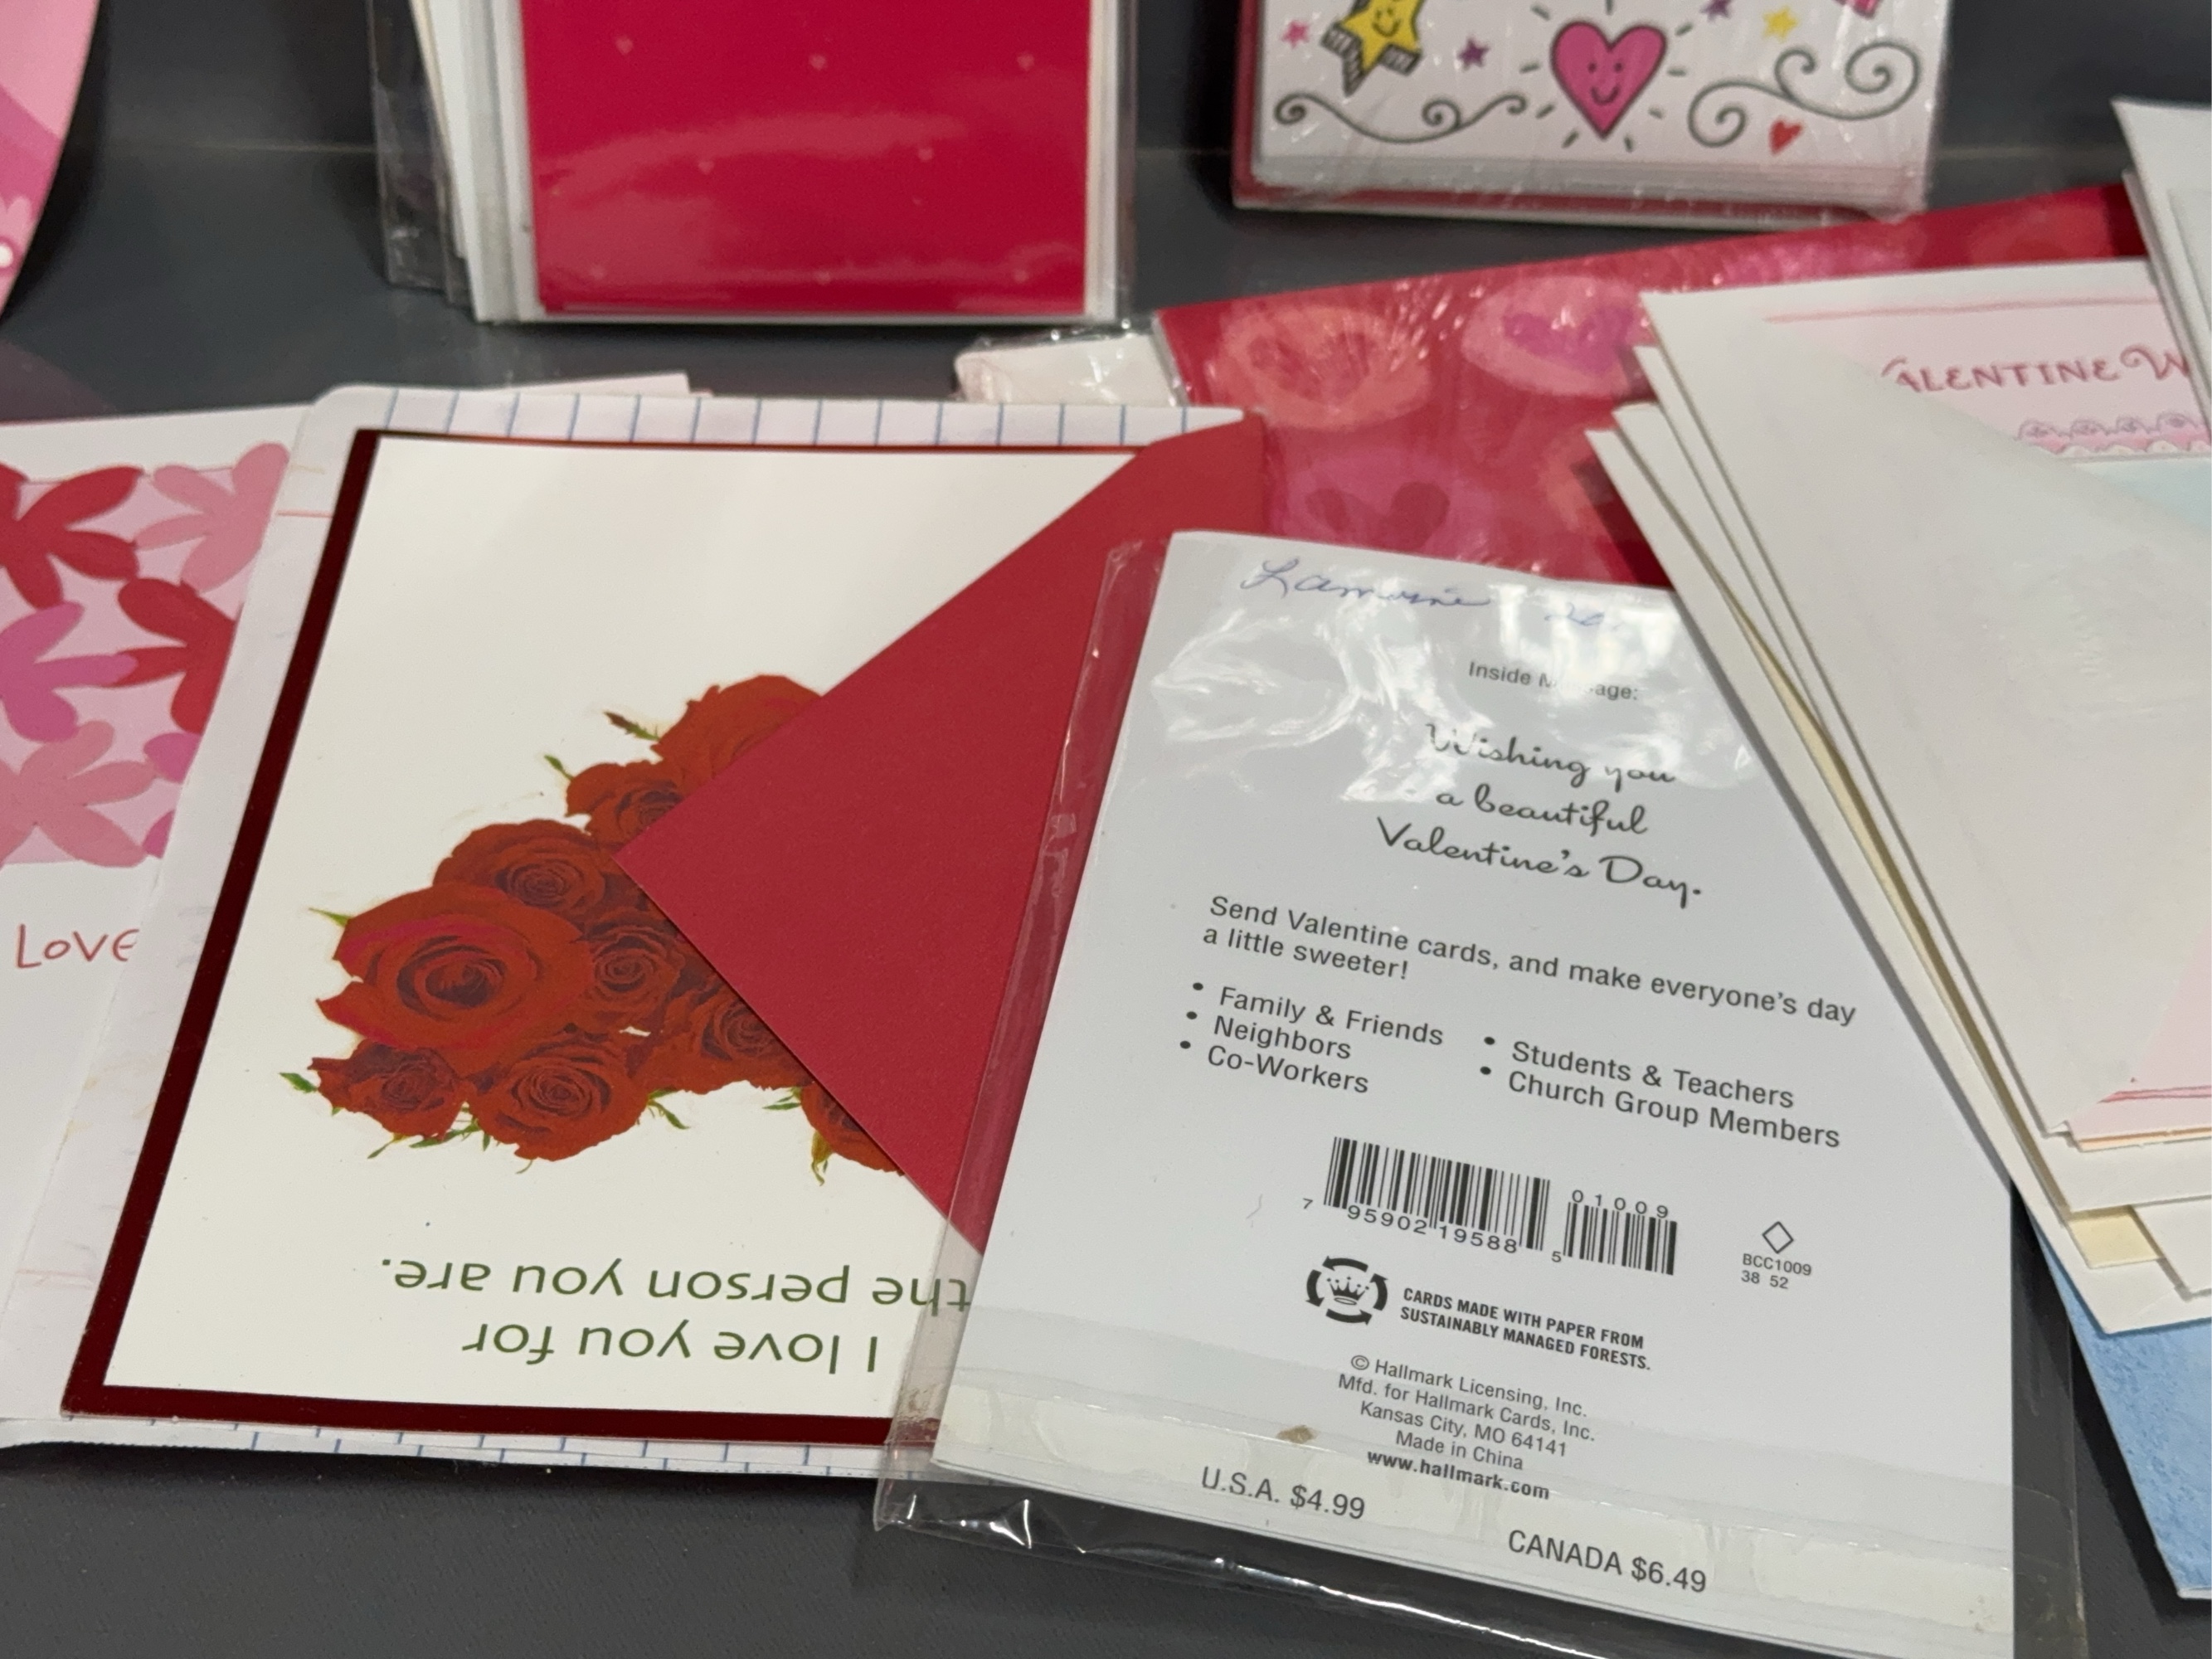 ALENTINE W
Inside Message:
Wishing you
a beautiful
Valentine's Day.
Send Valentine cards, and make everyone's day
a little sweeter!
• Family & Friends
• Neighbors
• Co-Workers
• Students & Teachers
• Church Group Members
7 95902 19588 5
01009
BCC1009
38 52
CARDS MADE WITH PAPER FROM
SUSTAINABLY MANAGED FORESTS.
© Hallmark Licensing, Inc.
Mfd. for Hallmark Cards, Inc.
Kansas City, MO 64141
Made in China
www.hallmark.com
U.S.A. $4.99
CANADA $6.49
I love you for
the person you are.
LOVE